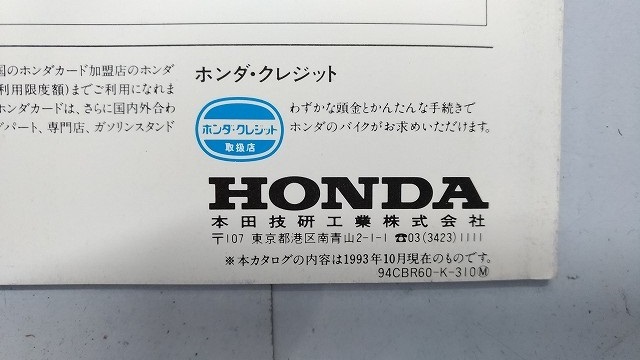 国のホンダカード加盟店のホンダ
利用限度額)までご利用になれま
ホンダカードは、さらに国内外合わ
デパート、専門店、ガソリンスタンド
ホンダ・クレジット
ホンダ・クレジット
取扱店
わずかな頭金とかんたんな手続きで
ホンダのバイクがお求めいただけます。
HONDA
本田技研工業株式会社
〒107 東京都港区南青山2-1-1 ☎03(3423)1111
※本カタログの内容は1993年10月現在のものです。
94CBR60-K-310Ⓜ